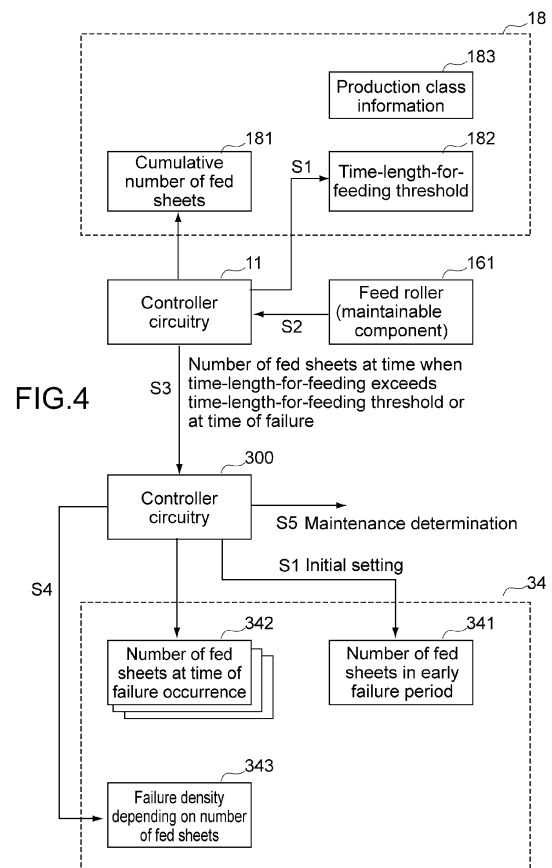 18
183
Production class
information
181
Cumulative
number of fed
sheets
S1
182
Time-length-for-
feeding threshold
11
Controller
circuitry
S2
161
Feed roller
(maintainable
component)
FIG.4
S3
Number of fed sheets at time when
time-length-for-feeding exceeds
time-length-for-feeding threshold or
at time of failure
300
Controller
circuitry
S5 Maintenance determination
S4
S1 Initial setting
34
342
Number of fed
sheets at time of
failure occurrence
341
Number of fed
sheets in early
failure period
343
Failure density
depending on number
of fed sheets